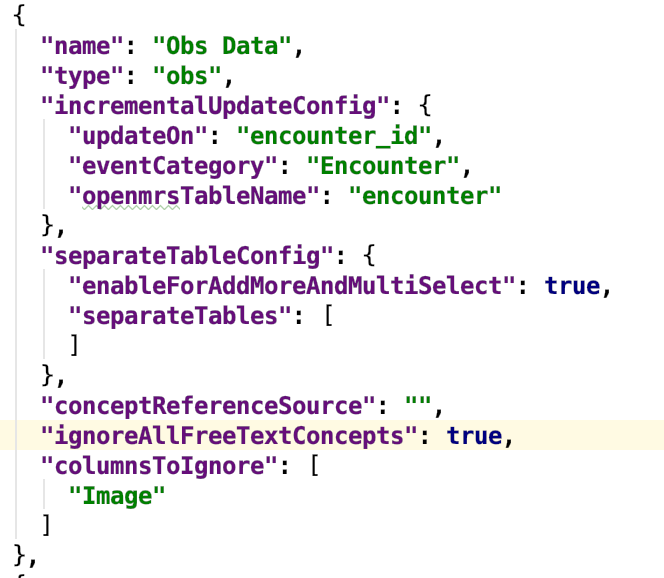 {
"name": "Obs Data",
"type": "obs",
"incrementalUpdateConfig": {
"updateOn": "encounter_id",
"eventCategory": "Encounter",
"openmrsTableName": "encounter"
},
"separateTableConfig": {
"enableForAddMoreAndMultiSelect": true,
"separateTables": [
]
},
"conceptReferenceSource": "",
"ignoreAllFreeTextConcepts": true,
"columnsToIgnore": [
"Image"
]
},